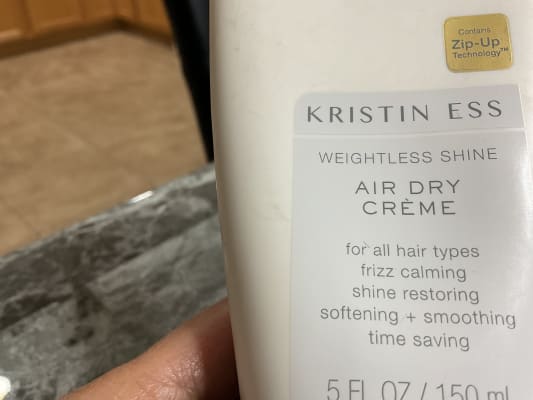 Contains
Zip-Up
Technology™
KRISTIN ESS
WEIGHTLESS SHINE
AIR DRY
CRÈME
for all hair types
frizz calming
shine restoring
softening + smoothing
time saving
5 FL OZ / 150 ml